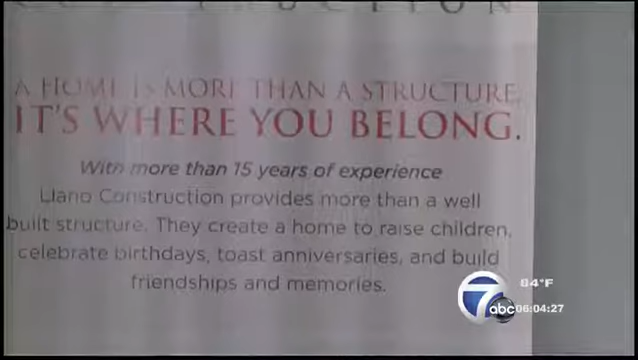 A HOME IS MORE THAN A STRUCTURE.
IT'S WHERE YOU BELONG.
With more than 15 years of experience
Llano Construction provides more than a well
built structure. They create a home to raise children,
celebrate birthdays, toast anniversaries, and build
friendships and memories.
84°F
7 abc 06:04:27